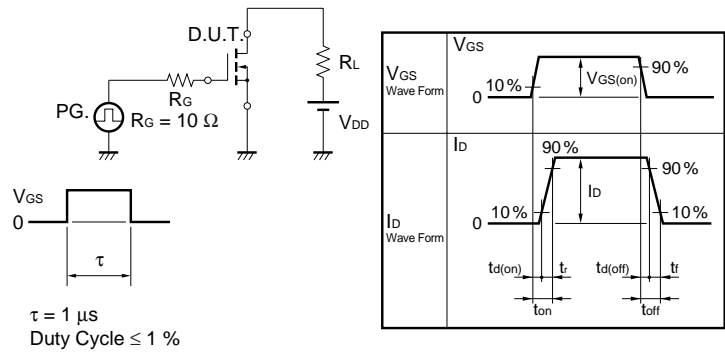 D.U.T.
RL
RG
PG.
RG = 10 Ω
VDD
VGS
0
τ
τ = 1 μs
Duty Cycle ≤ 1 %
VGS
Wave Form
VGS
10 %
0
VGS(on)
90 %
ID
Wave Form
ID
90 %
90 %
10 %
0
ID
10 %
td(on)
tr
td(off)
tf
ton
toff